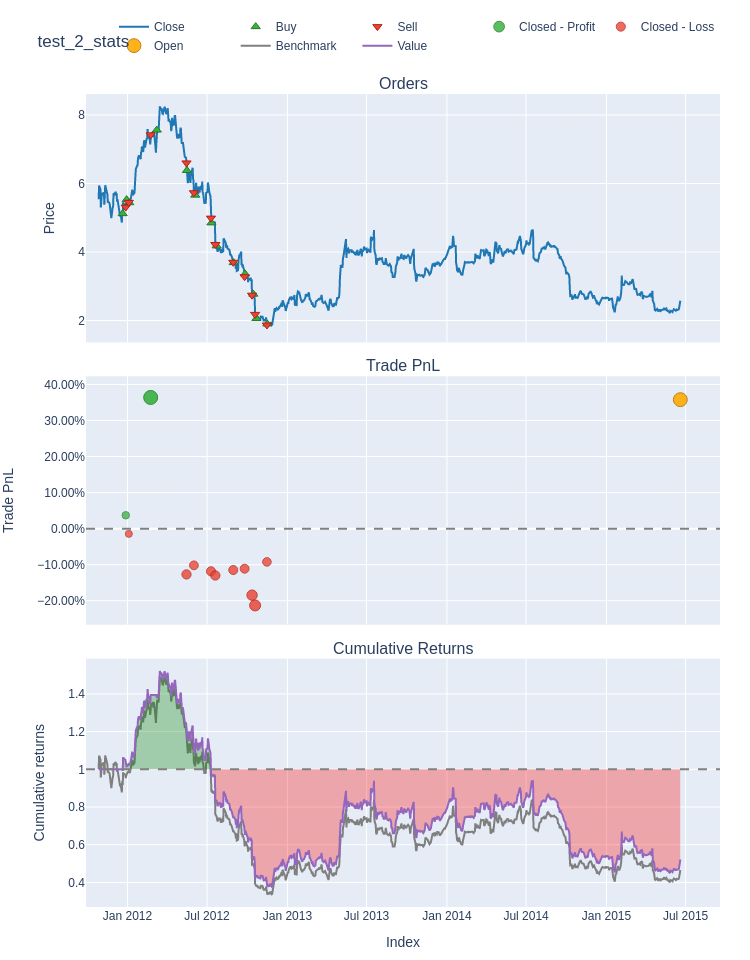 test_2_stats
Close Buy Sell Closed - Profit Closed - Loss
Open Benchmark Value
Orders
8
6
4
2
Price
Trade PnL
40.00%
30.00%
20.00%
10.00%
0.00%
−10.00%
−20.00%
Trade PnL
Cumulative Returns
1.4
1.2
1
0.8
0.6
0.4
Cumulative returns
Jan 2012 Jul 2012 Jan 2013 Jul 2013 Jan 2014 Jul 2014 Jan 2015 Jul 2015
Index